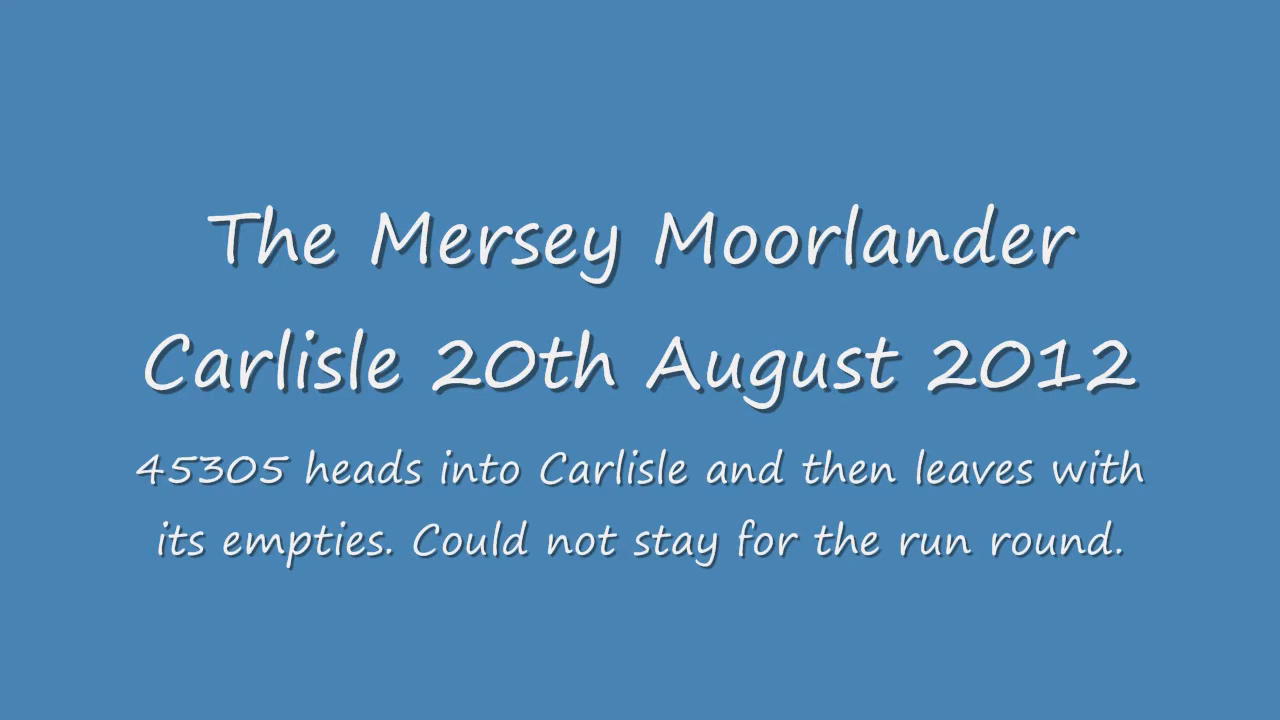 The Mersey Moorlander
Carlisle 20th August 2012
45305 heads into Carlisle and then leaves with
its empties. Could not stay for the run round.